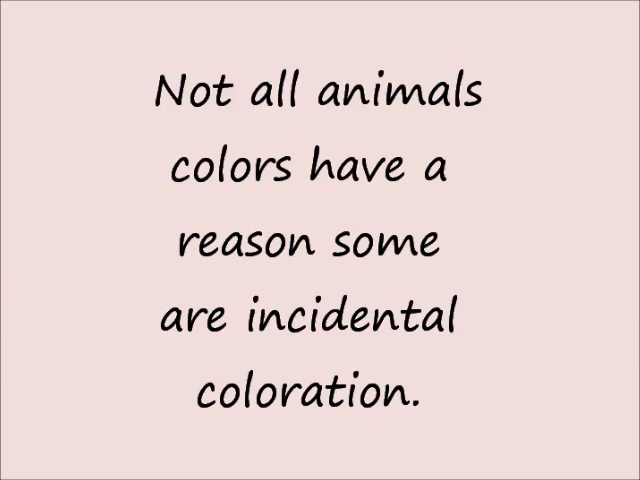 Not all animals
colors have a
reason some
are incidental
coloration.